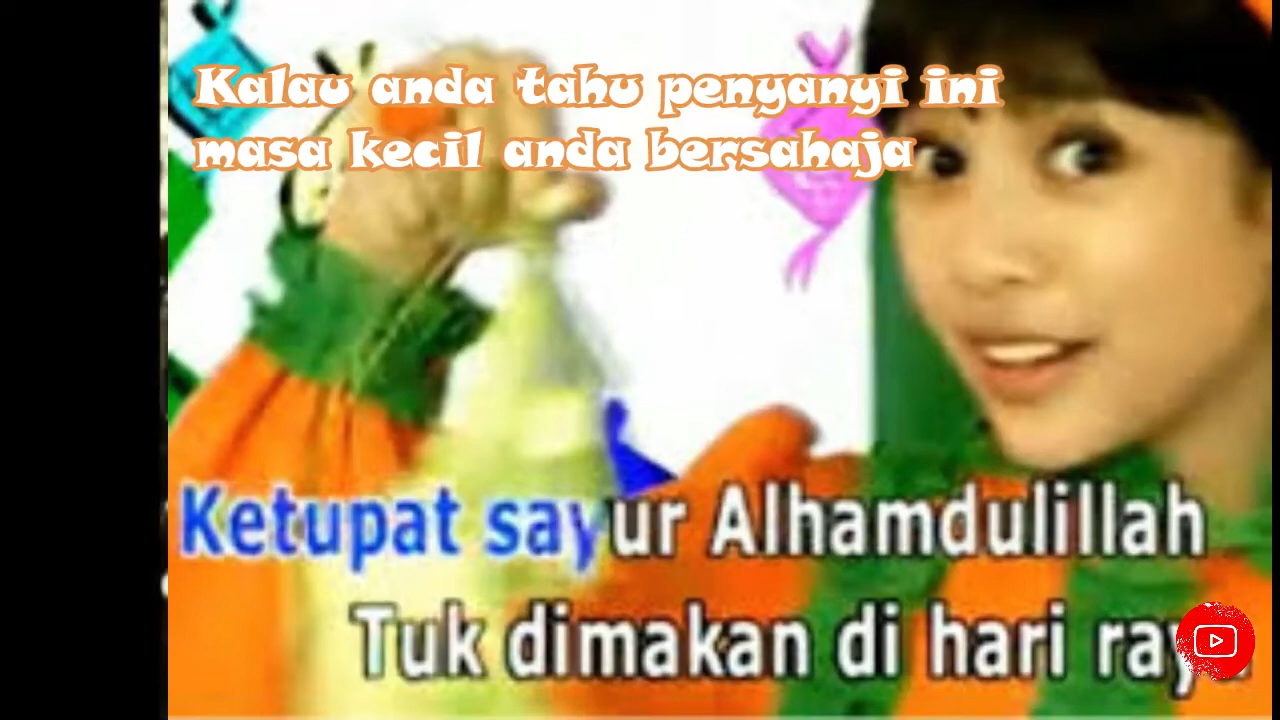 Kalau anda tahu penyanyi ini
masa kecil anda bersahaja
Ketupat sayur Alhamdulillah
Tuk dimakan di hari raya